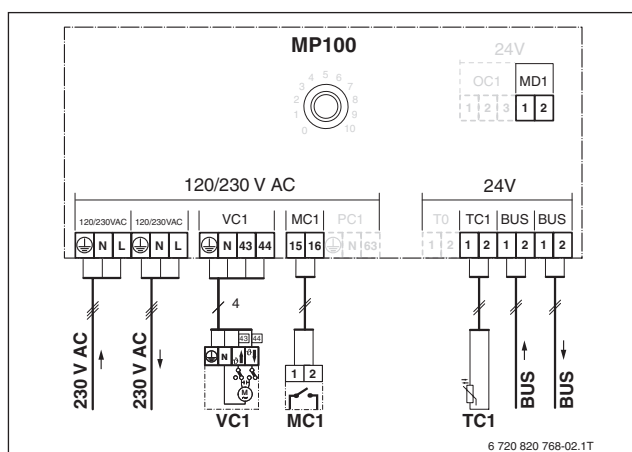 MP100
24V
OC1 MD1
1 2 3 1 2
0 1 2 3 4 5 6 7 8 9 10
120/230 V AC 24V
120/230VAC 120/230VAC VC1 MC1 PC1 T0 TC1 BUS BUS
N L N L N 43 44 15 16 N 63 1 2 1 2 1 2 1 2
4
43 44
N
M
1 2
230 V AC
230 V AC
VC1
MC1
TC1
BUS
BUS
6 720 820 768-02.1T